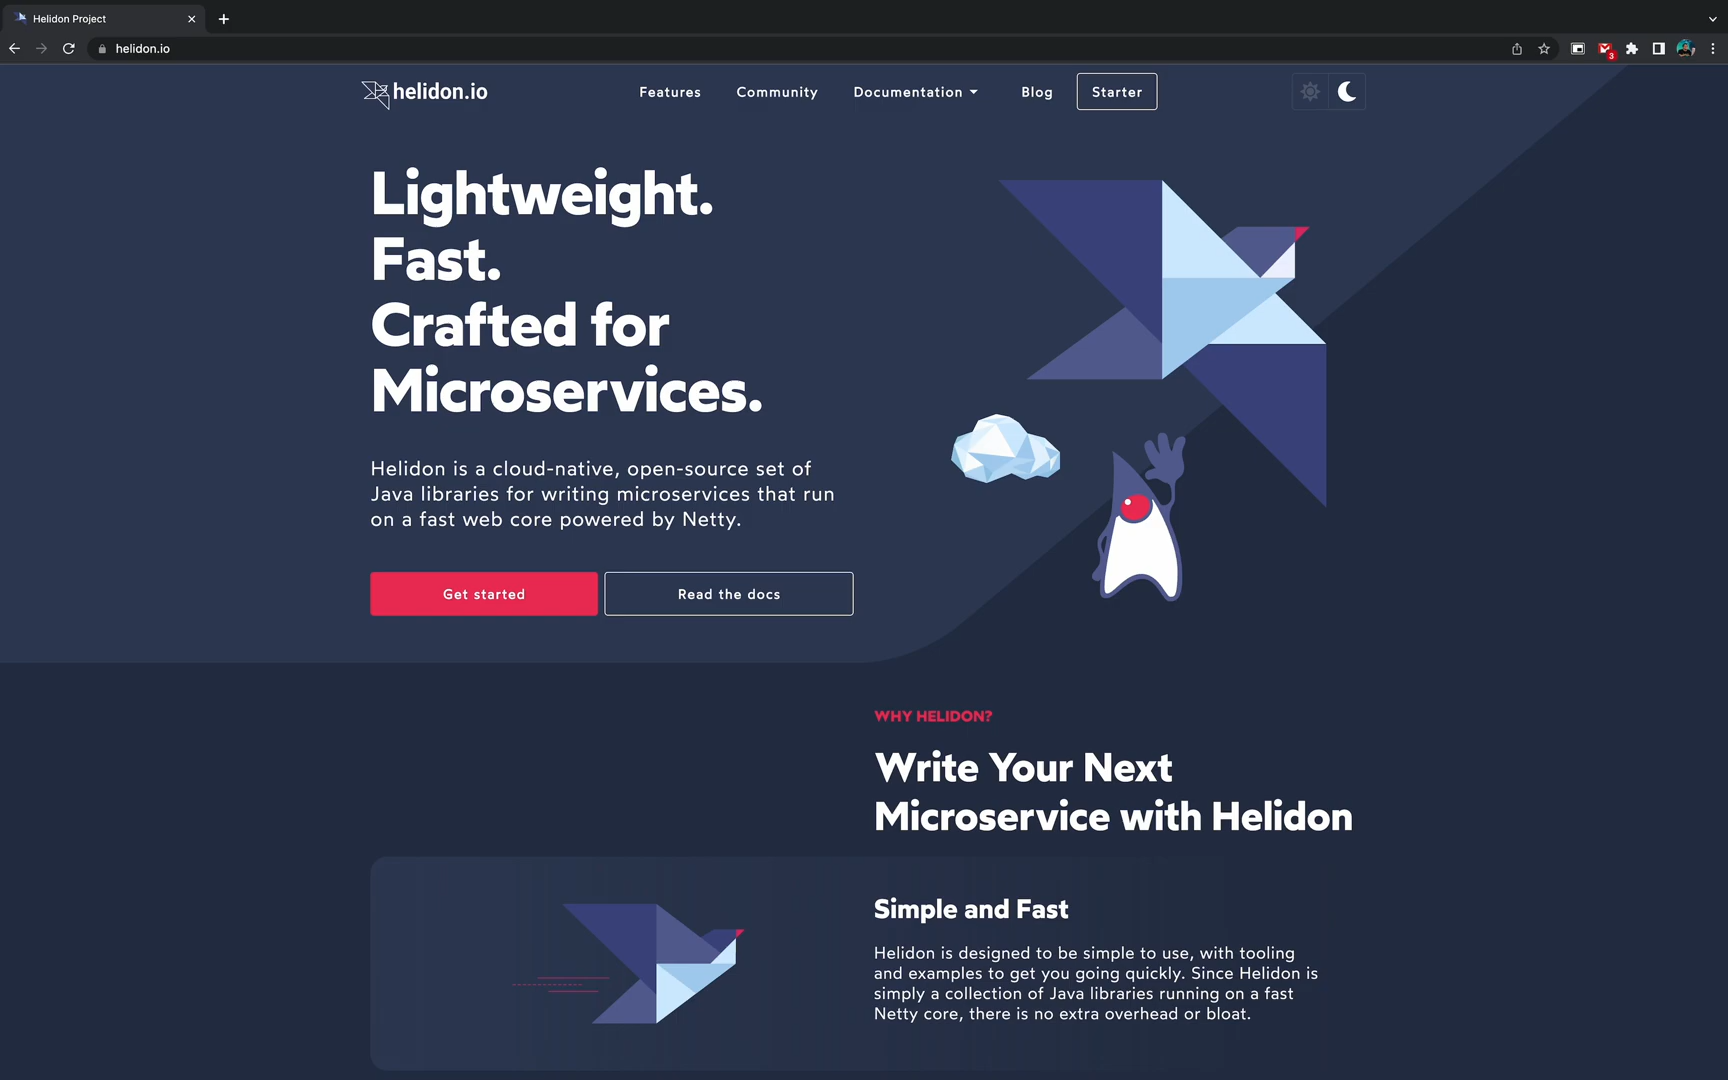 Helidon Project
helidon.io
3
helidon.io
Features
Community
Documentation
Blog
Starter
Lightweight.
Fast.
Crafted for
Microservices.
Helidon is a cloud-native, open-source set of
Java libraries for writing microservices that run
on a fast web core powered by Netty.
Get started
Read the docs
WHY HELIDON?
Write Your Next
Microservice with Helidon
Simple and Fast
Helidon is designed to be simple to use, with tooling
and examples to get you going quickly. Since Helidon is
simply a collection of Java libraries running on a fast
Netty core, there is no extra overhead or bloat.